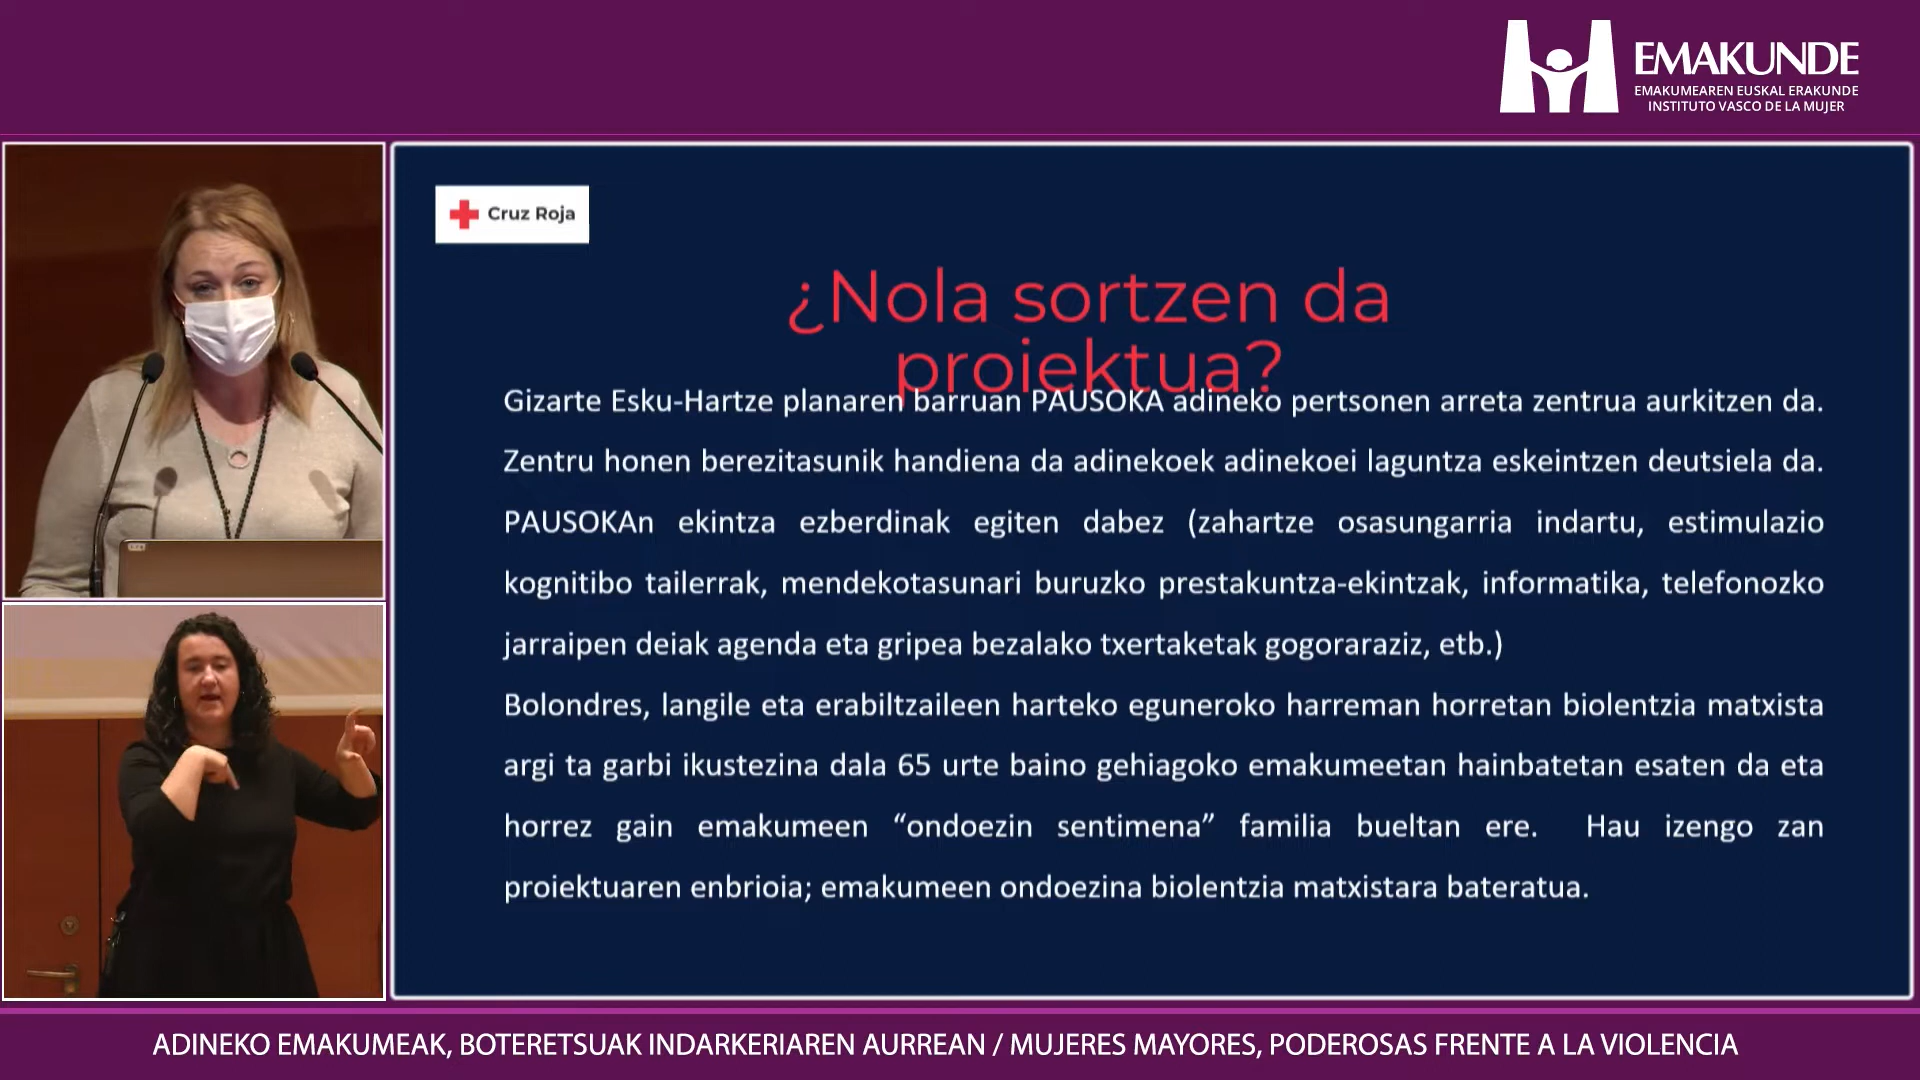 EMAKUNDE
EMAKUMEAREN EUSKAL ERAKUNDE
INSTITUTO VASCO DE LA MUJER
Cruz Roja
¿Nola sortzen da
proiektua?
Gizarte Esku-Hartze planaren barruan PAUSOKA adineko pertsonen arreta zentrua aurkitzen da.
Zentru honen berezitasunik handiena da adinekoek adinekoei laguntza eskeintzen deutsiela da.
PAUSOKAn ekintza ezberdinak egiten dabez (zahartze osasungarria indartu, estimulazio
kognitibo tailerrak, mendekotasunari buruzko prestakuntza-ekintzak, informatika, telefonozko
jarraipen deiak agenda eta gripea bezalako txertaketak gogoraraziz, etb.)
Bolondres, langile eta erabiltzaileen harteko eguneroko harreman horretan biolentzia matxista
argi ta garbi ikustezina dala 65 urte baino gehiagoko emakumeetan hainbatetan esaten da eta
horrez gain emakumeen “ondoezin sentimena” familia bueltan ere. Hau izengo zan
proiektuaren enbrioia; emakumeen ondoezina biolentzia matxistara bateratua.
ADINEKO EMAKUMEAK, BOTERETSUAK INDARKERIAREN AURREAN / MUJERES MAYORES, PODEROSAS FRENTE A LA VIOLENCIA